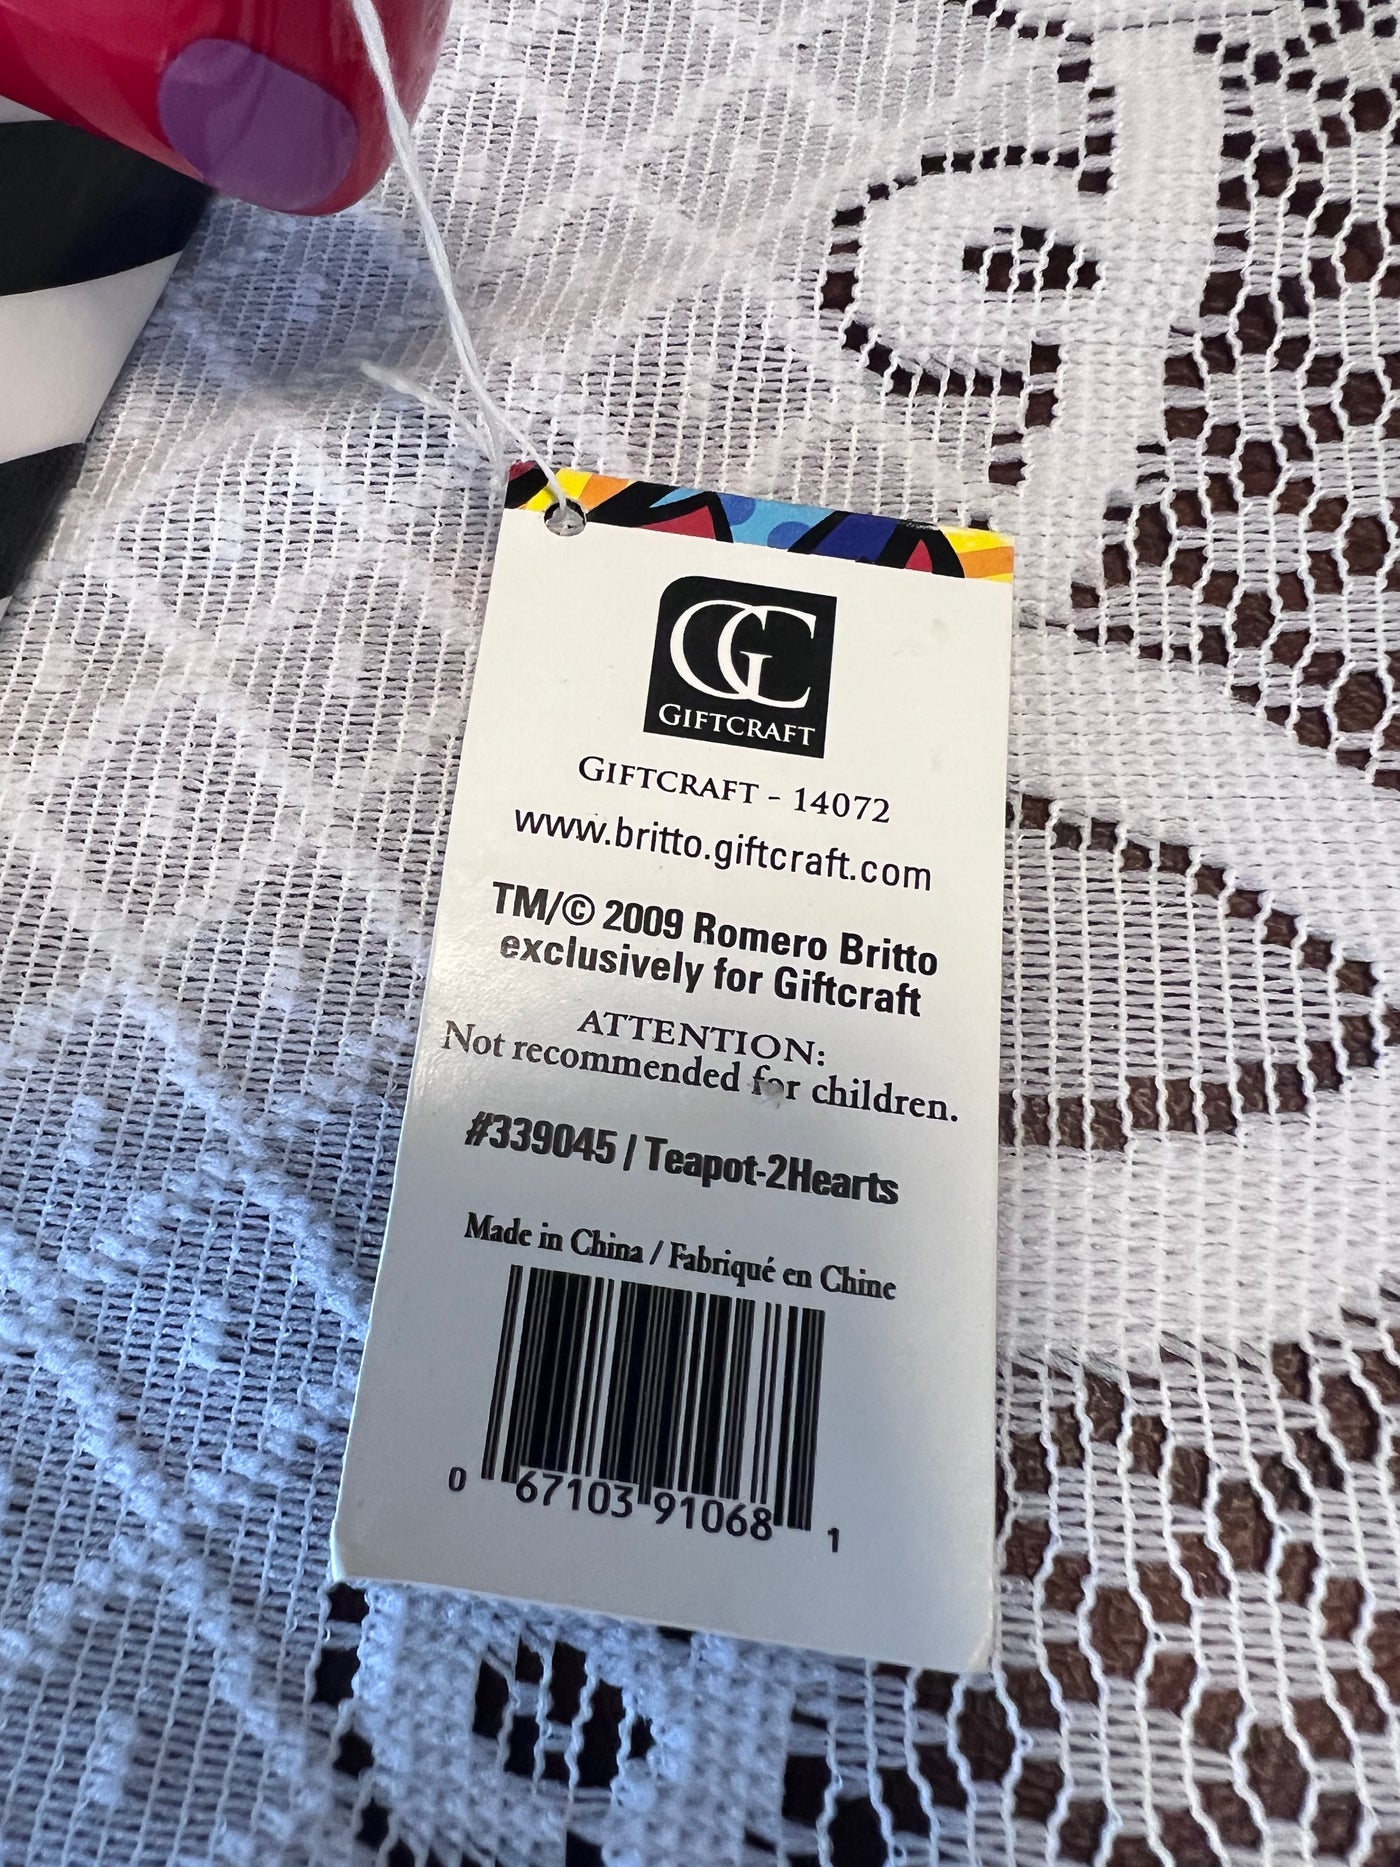 GC
GIFTCRAFT
GIFTCRAFT - 14072
www.britto.giftcraft.com
TM/© 2009 Romero Britto
exclusively for Giftcraft
ATTENTION:
Not recommended for children.
#339045 / Teapot-2Hearts
Made in China / Fabriqué en Chine
0 67103 91068 1